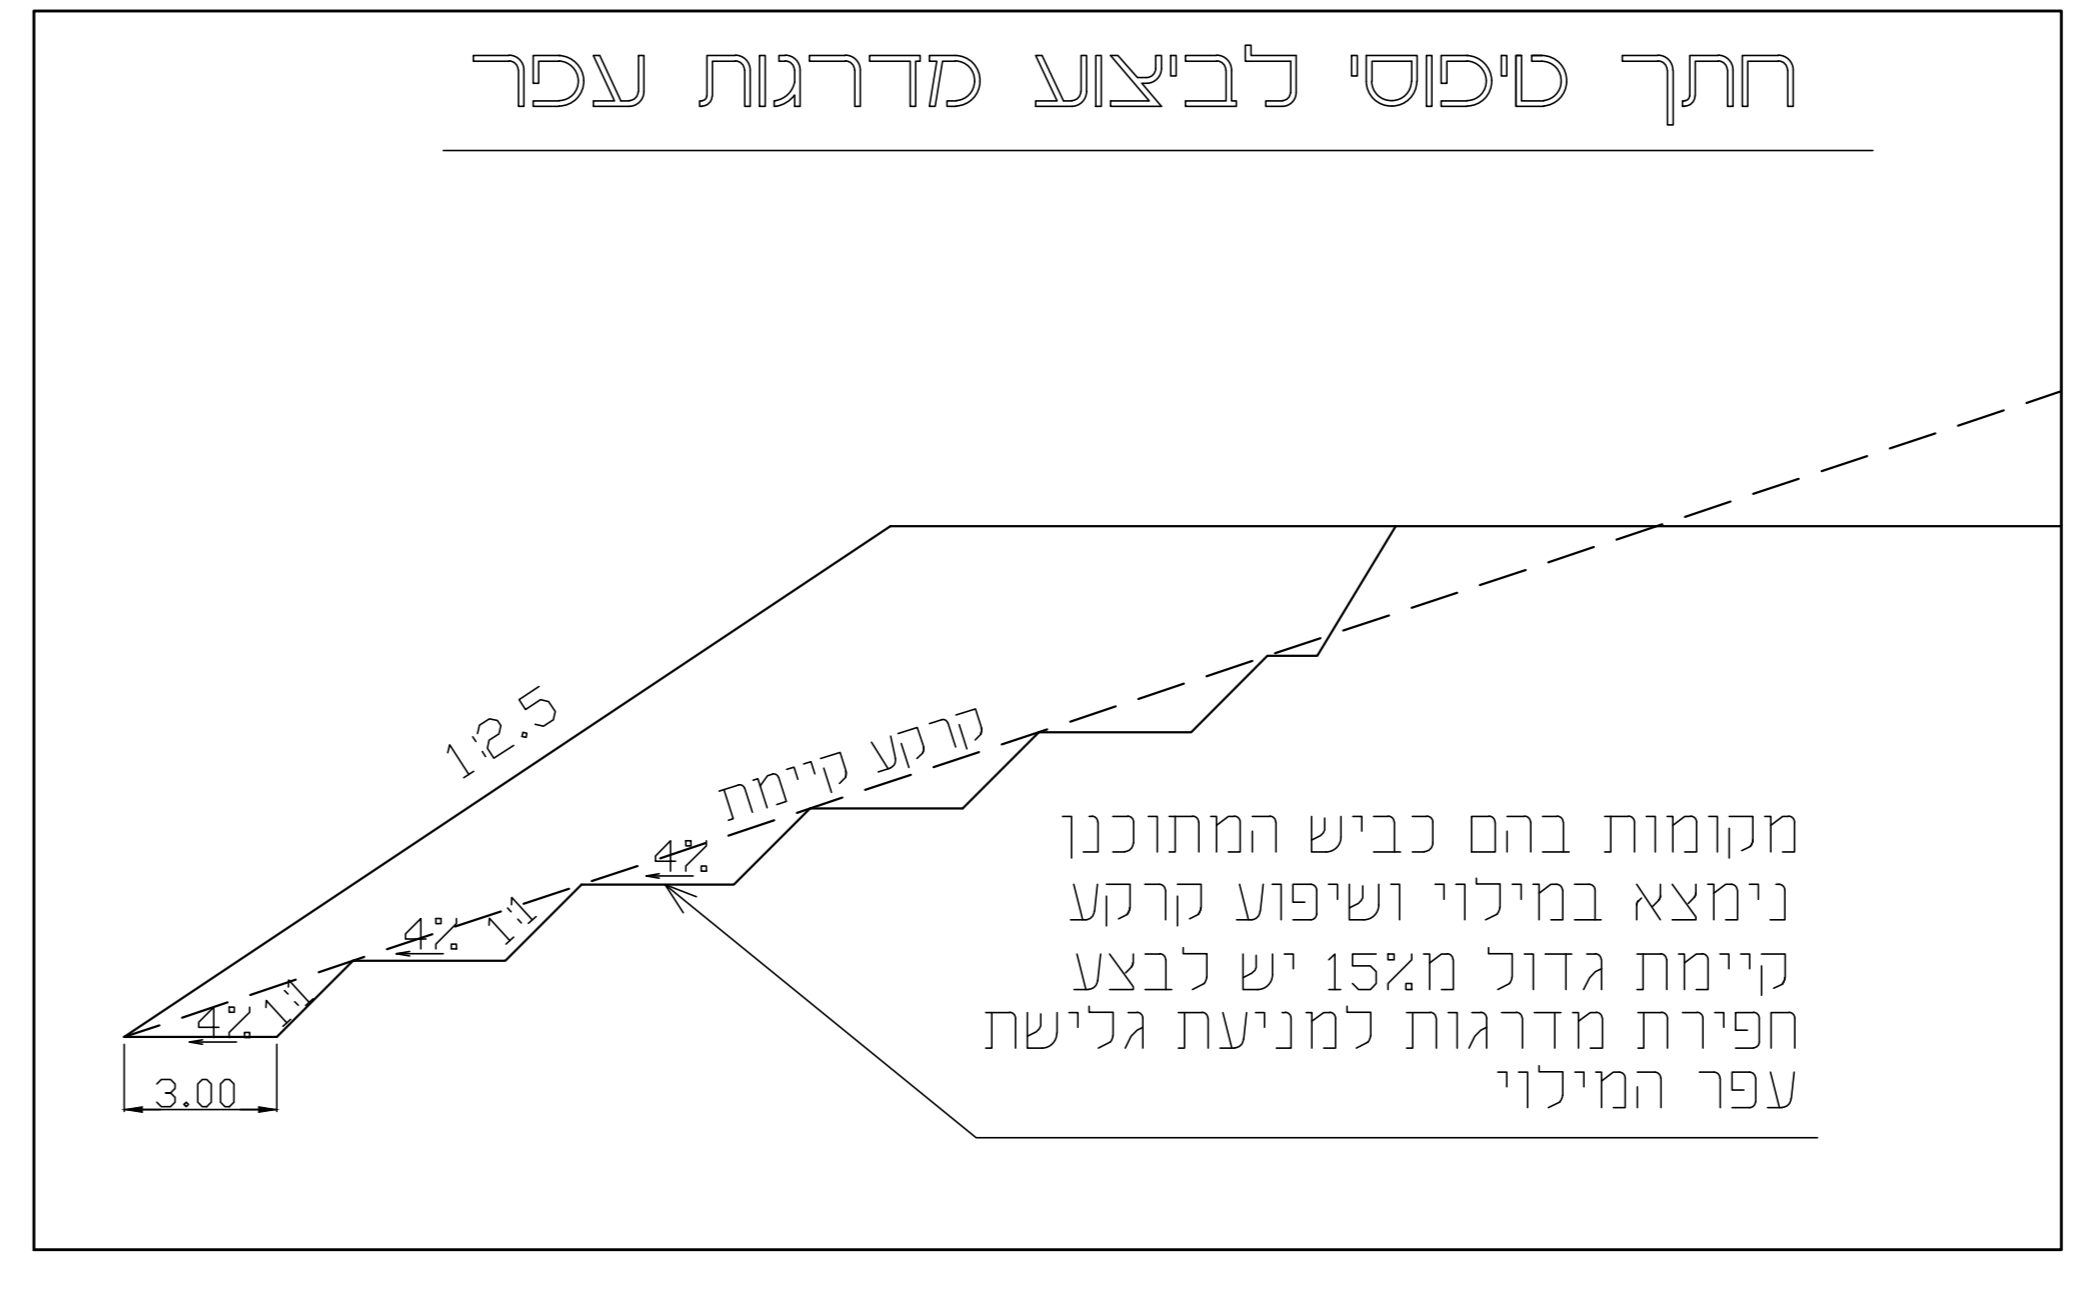 חתך טיפוסי לביצוע מדרגות עפר
1:2.5
קרקע קיימת
4%
1:1
4%
1:1
4%
3.00
מקומות בהם כביש המתוכנן
נימצא במילוי ושיפוע קרקע
קיימת גדול מ15% יש לבצע
חפירת מדרגות למניעת גלישת
עפר המילוי